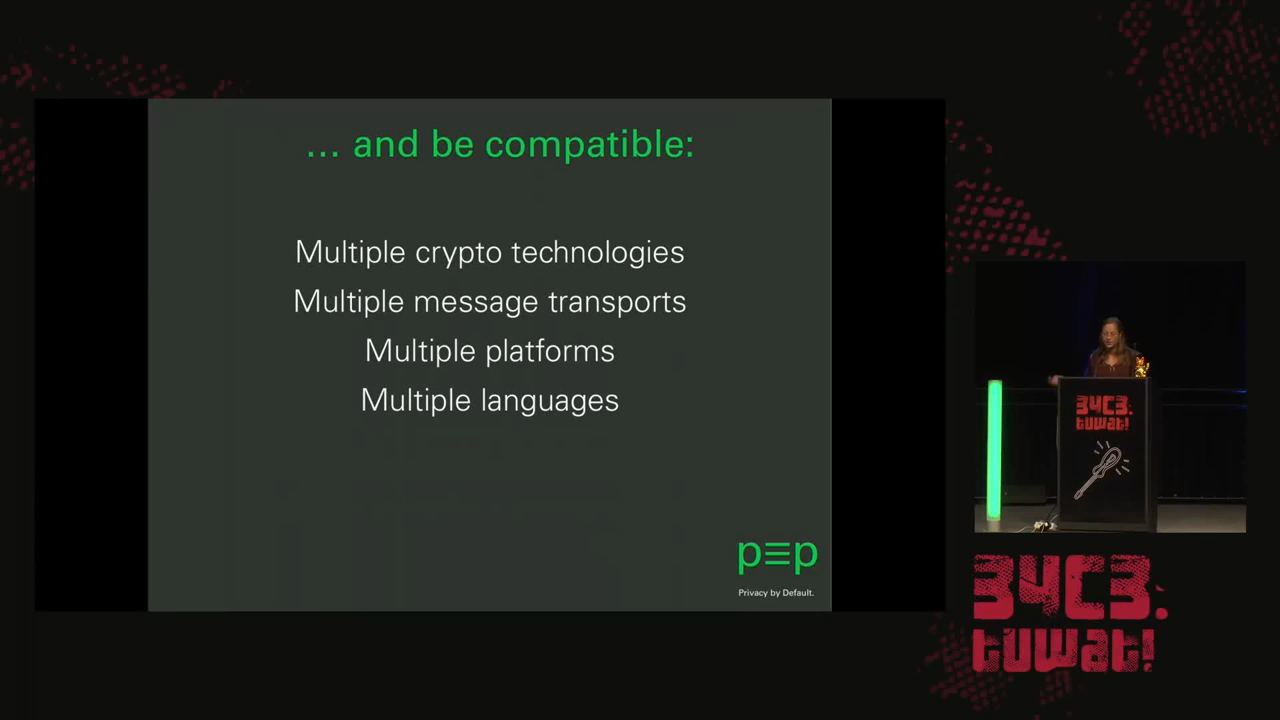 ... and be compatible:
Multiple crypto technologies
Multiple message transports
Multiple platforms
Multiple languages
p≡p
Privacy by Default.
34C3.
tuwat!
34C3.
tuwat!